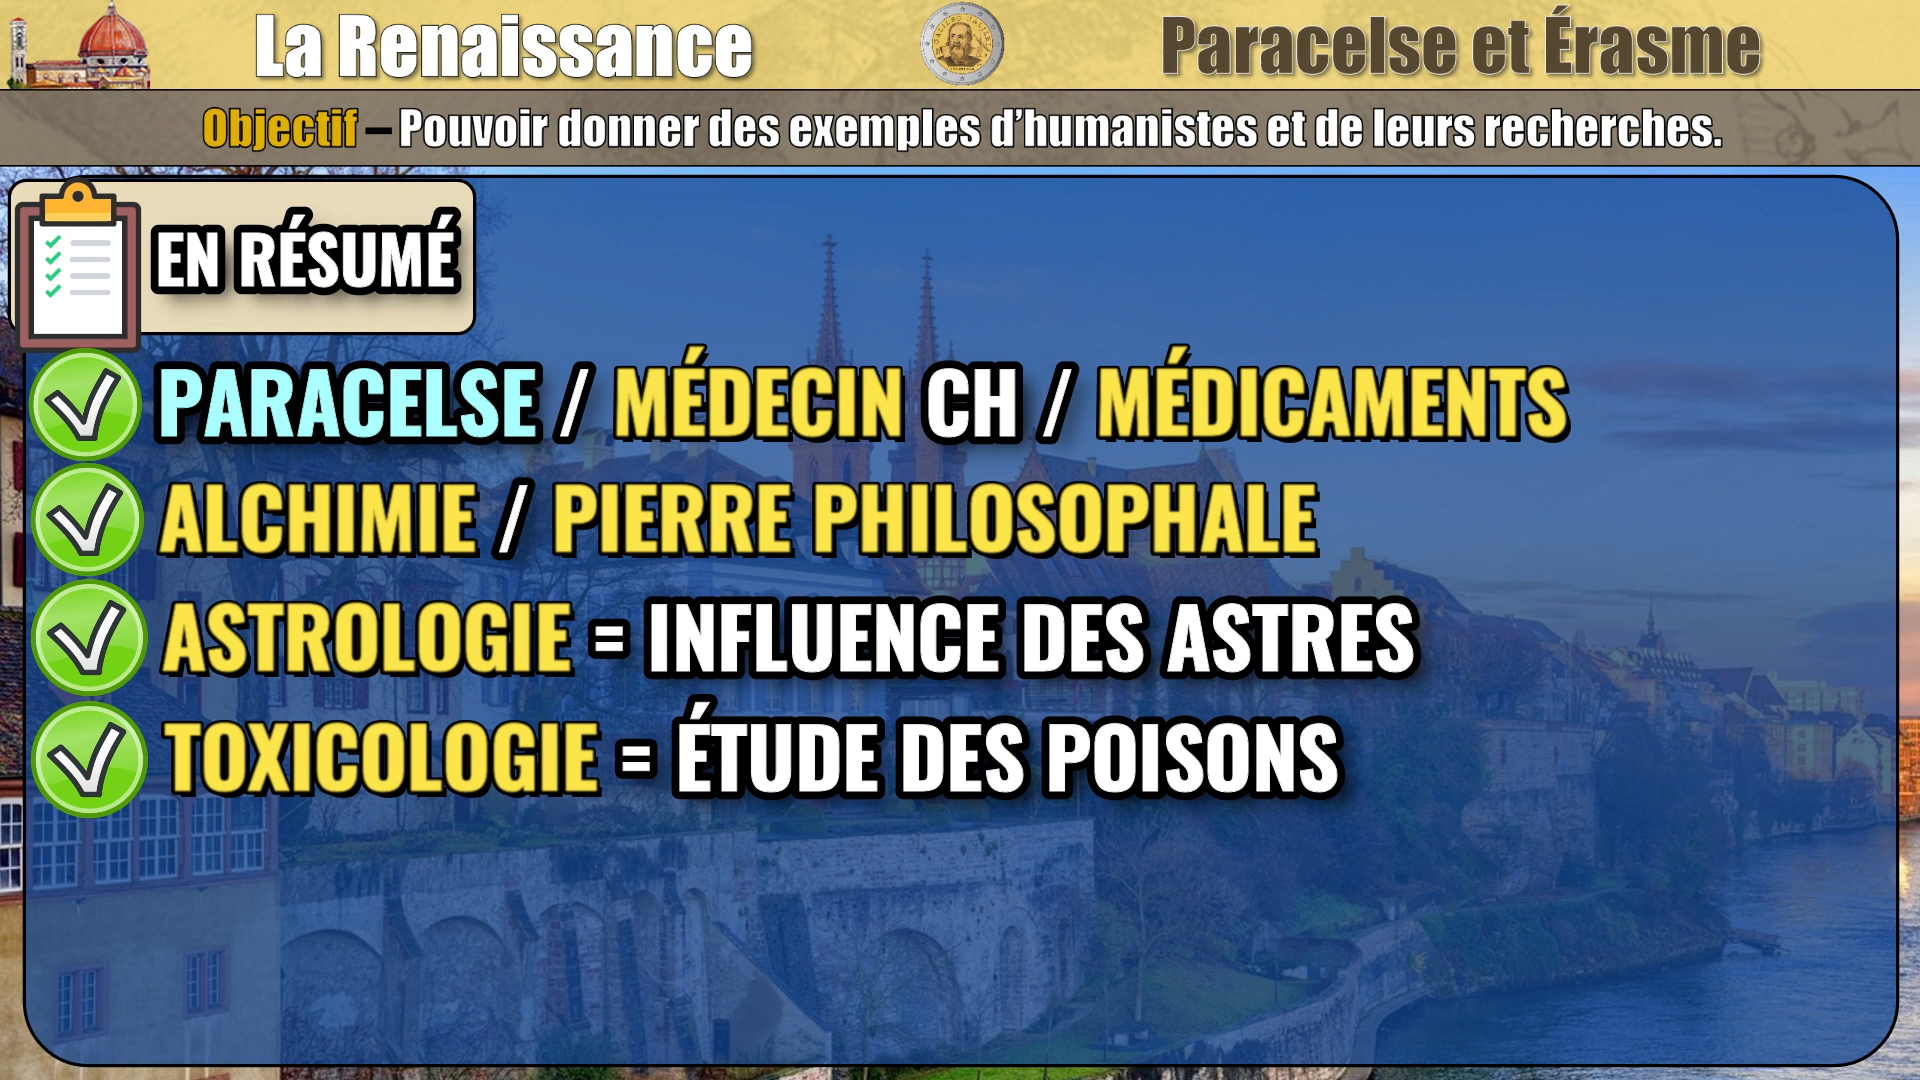 La Renaissance
Paracelse et Érasme
Objectif – Pouvoir donner des exemples d’humanistes et de leurs recherches.
EN RÉSUMÉ
PARACELSE / MÉDECIN CH / MÉDICAMENTS
ALCHIMIE / PIERRE PHILOSOPHALE
ASTROLOGIE = INFLUENCE DES ASTRES
TOXICOLOGIE = ÉTUDE DES POISONS